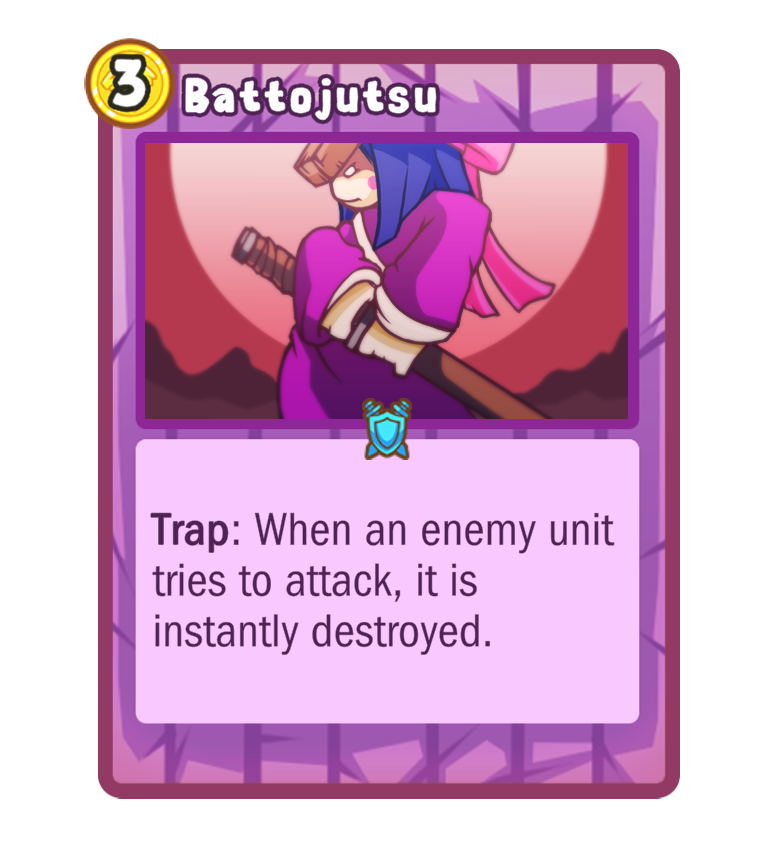 3
Battojutsu
Trap: When an enemy unit
tries to attack, it is
instantly destroyed.